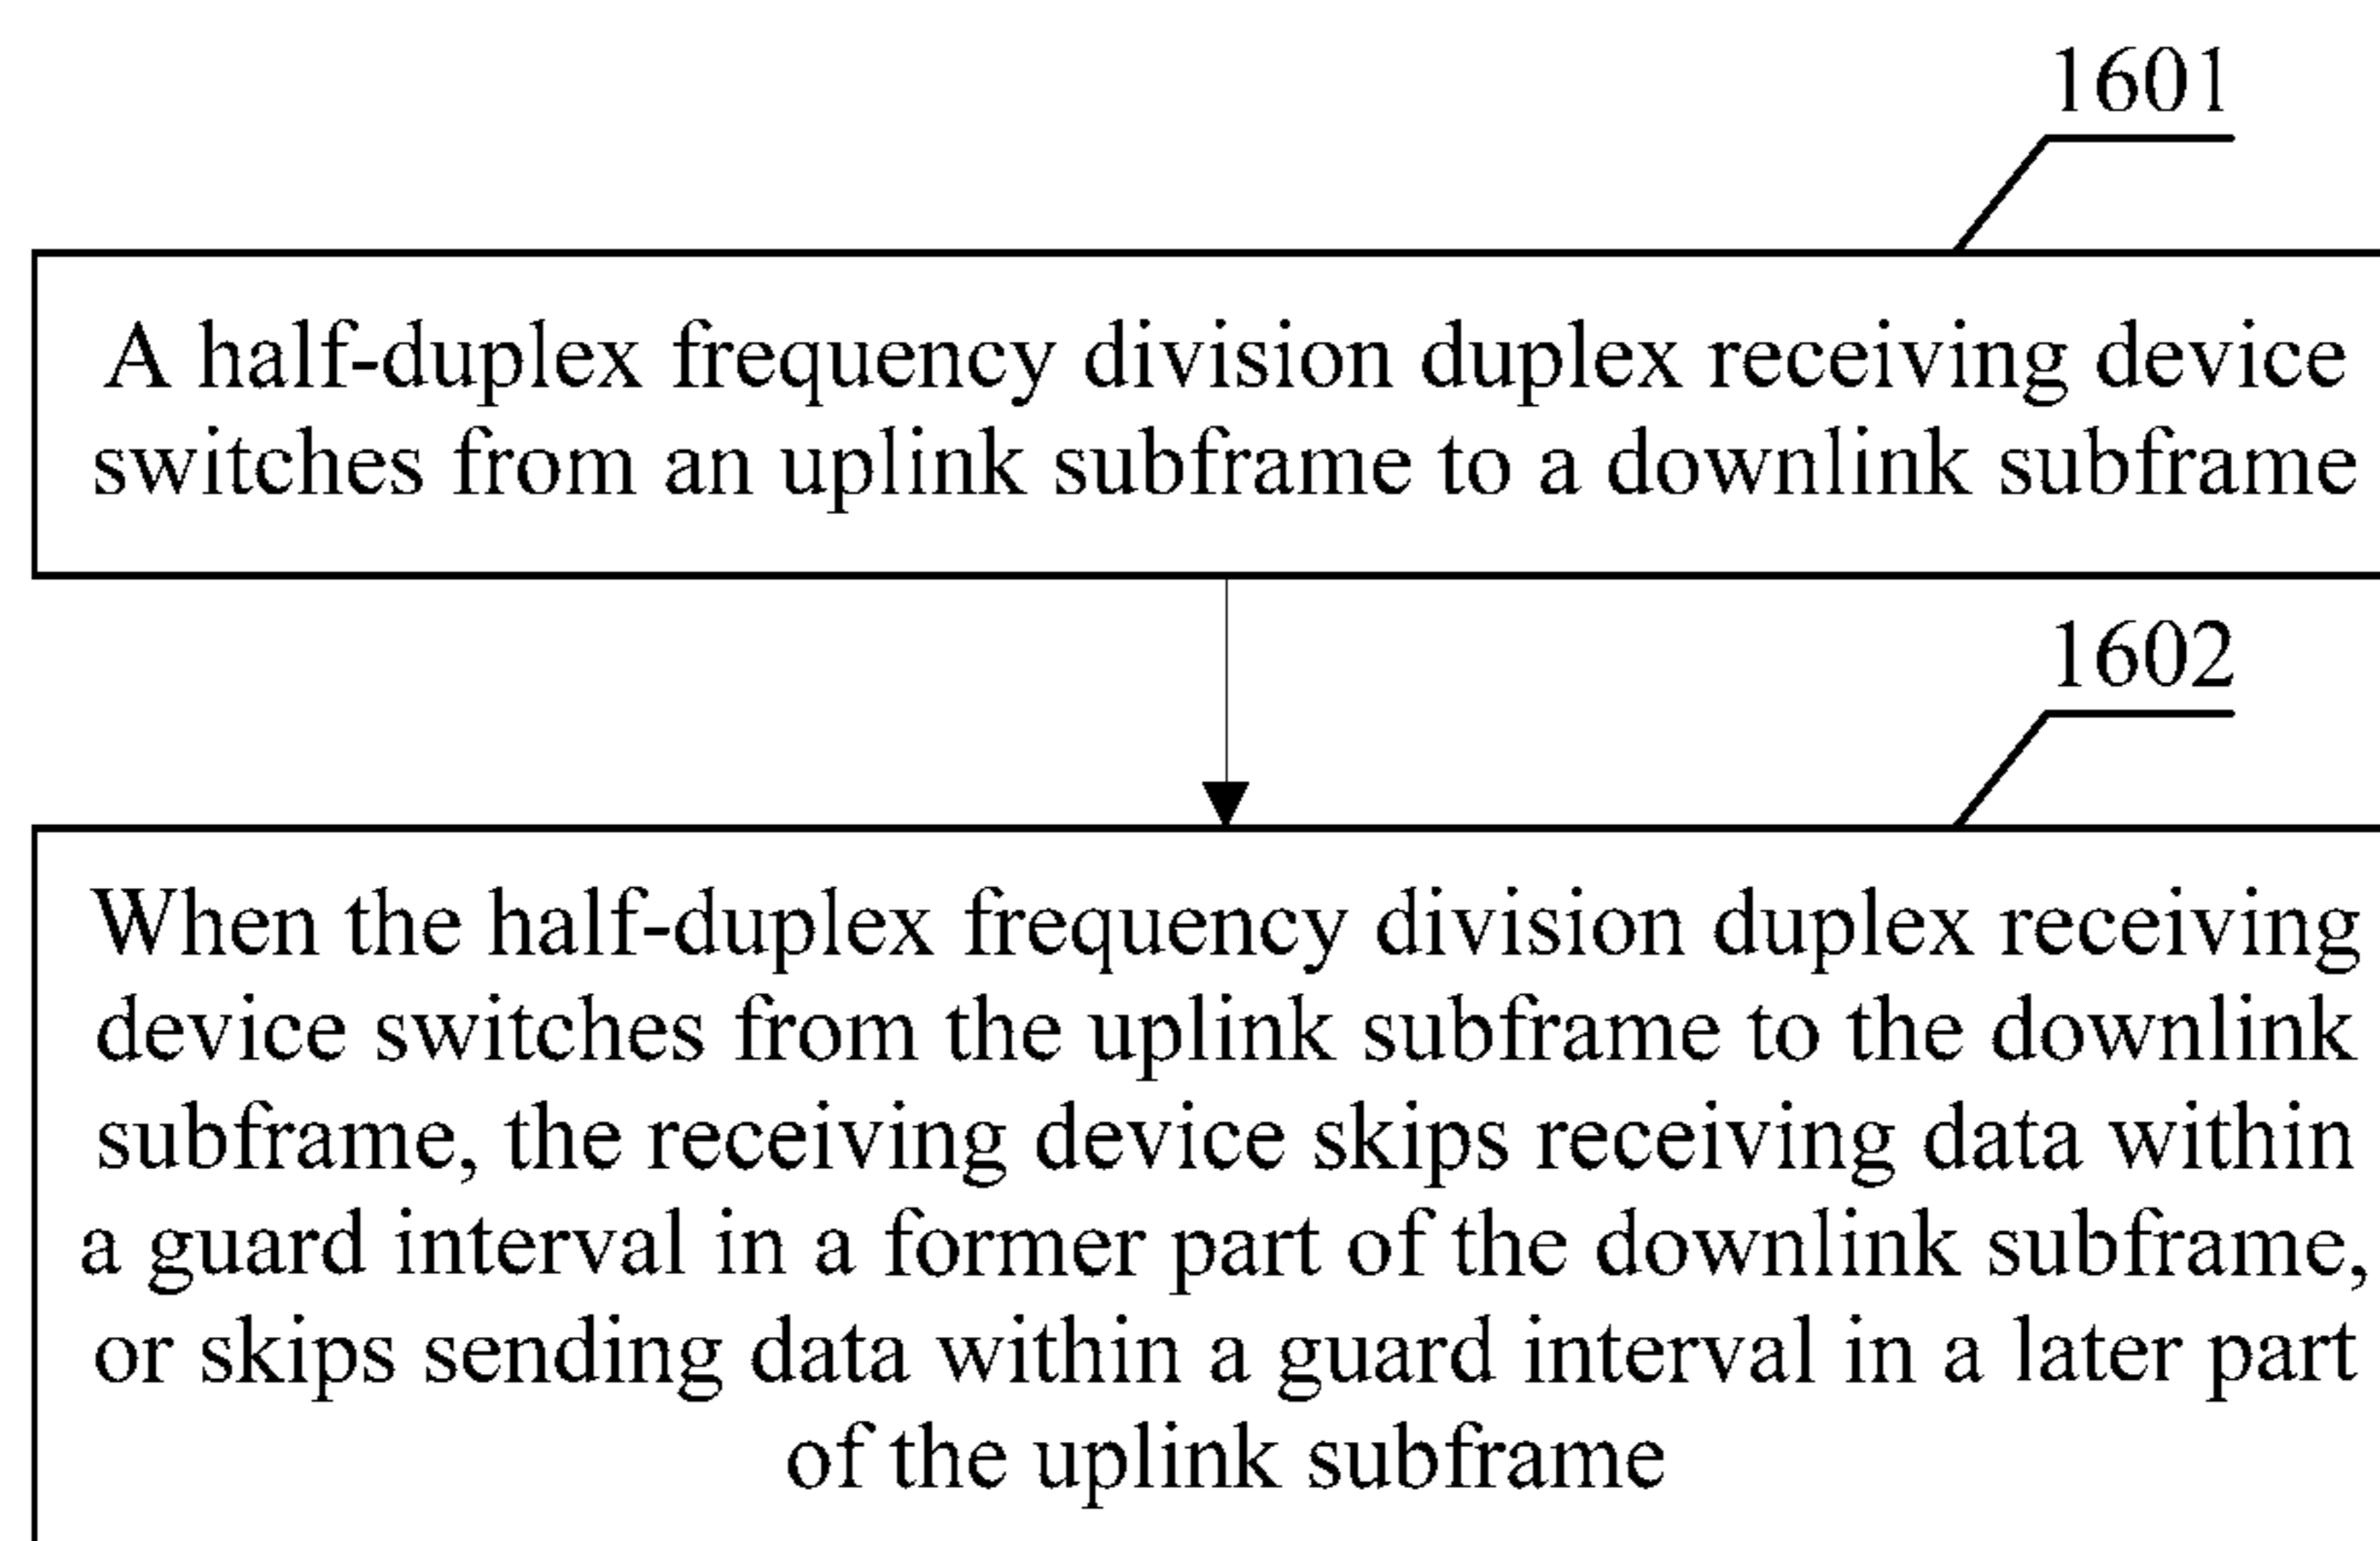 1601
A half-duplex frequency division duplex receiving device
switches from an uplink subframe to a downlink subframe
1602
When the half-duplex frequency division duplex receiving
device switches from the uplink subframe to the downlink
subframe, the receiving device skips receiving data within
a guard interval in a former part of the downlink subframe,
or skips sending data within a guard interval in a later part
of the uplink subframe